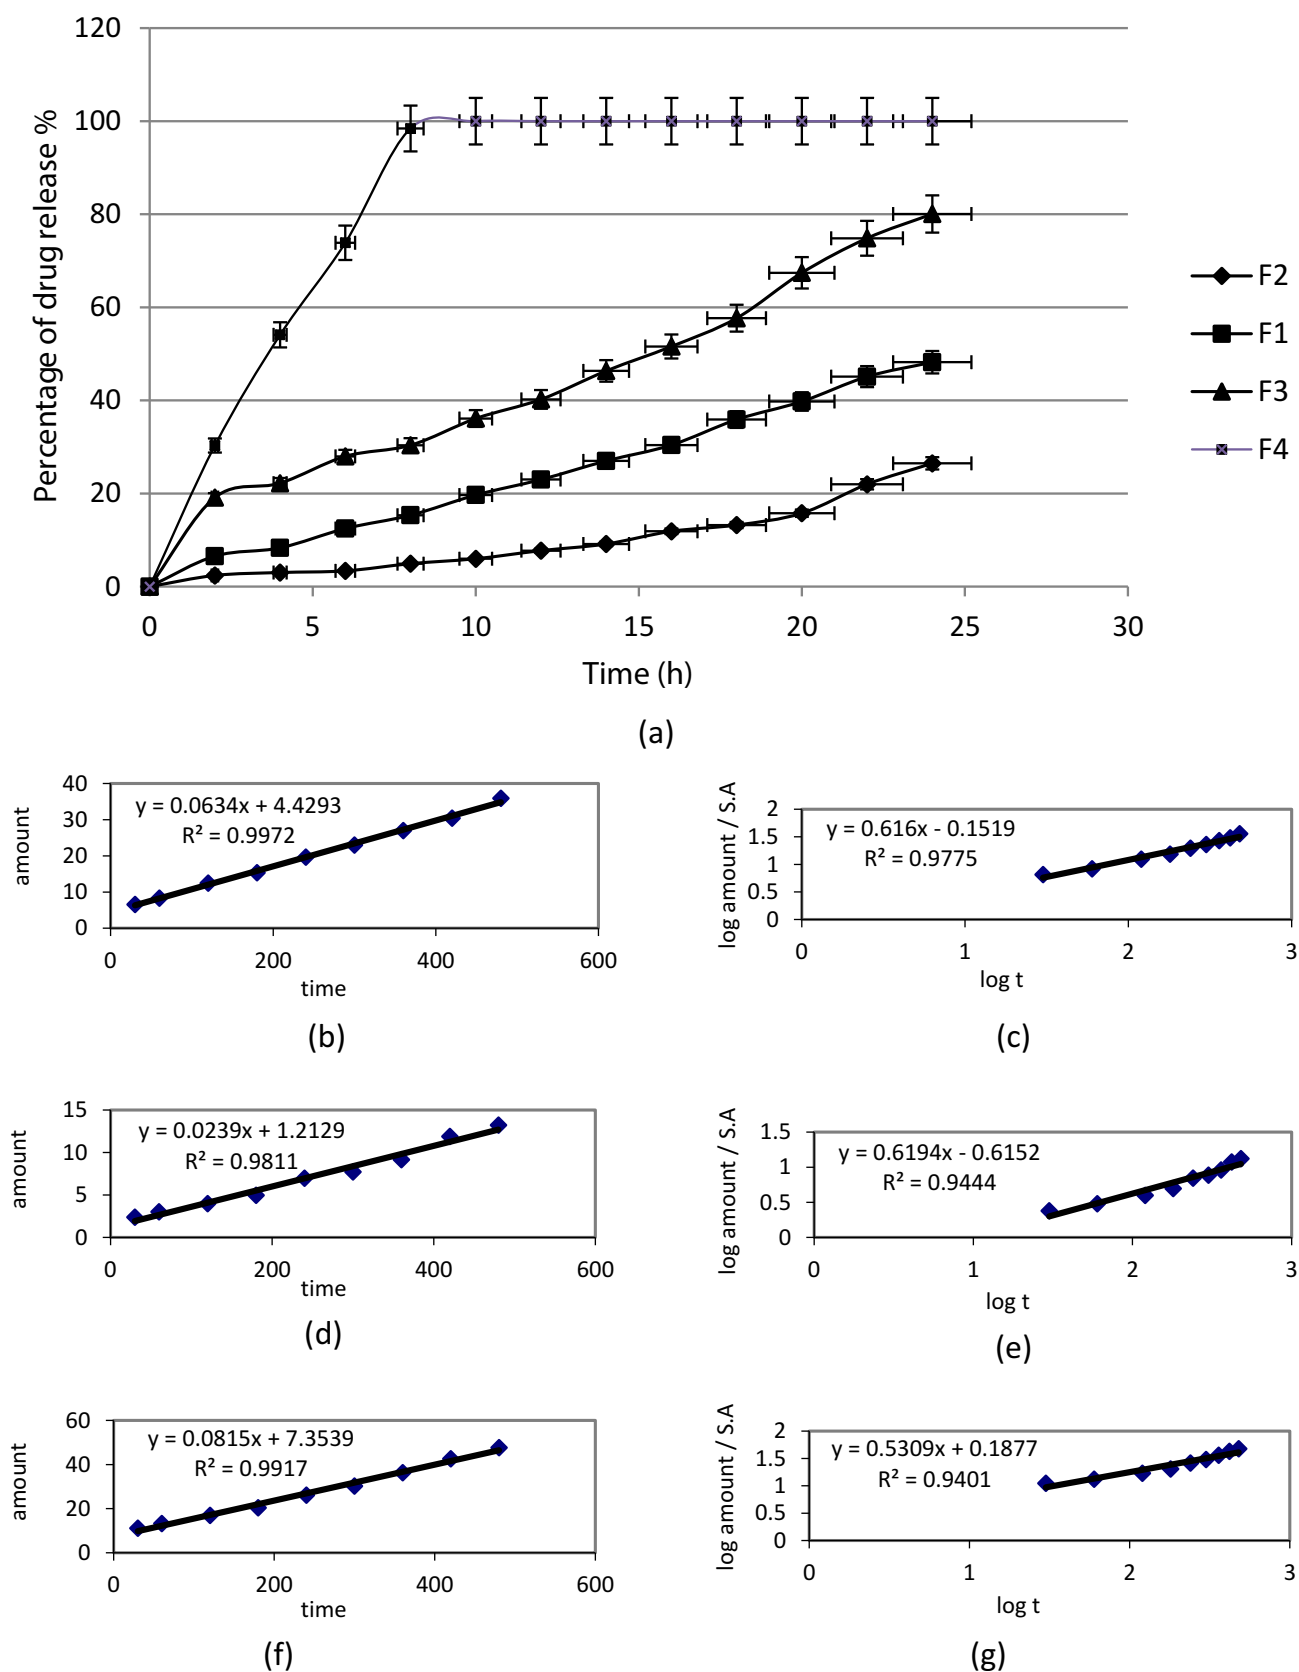 120
100
80
60
40
20
0
Percentage of drug release %
0 5 10 15 20 25 30
Time (h)
F2
F1
F3
F4
(a)
amount
40
30
20
10
0
y = 0.0634x + 4.4293
R² = 0.9972
0 200 400 600
time
(b)
log amount / S.A
2
1.5
1
0.5
0
y = 0.616x - 0.1519
R² = 0.9775
0 1 2 3
log t
(c)
amount
15
10
5
0
y = 0.0239x + 1.2129
R² = 0.9811
0 200 400 600
time
(d)
log amount / S.A
1.5
1
0.5
0
y = 0.6194x - 0.6152
R² = 0.9444
0 1 2 3
log t
(e)
amount
60
40
20
0
y = 0.0815x + 7.3539
R² = 0.9917
0 200 400 600
time
(f)
log amount / S.A
2
1.5
1
0.5
0
y = 0.5309x + 0.1877
R² = 0.9401
0 1 2 3
log t
(g)